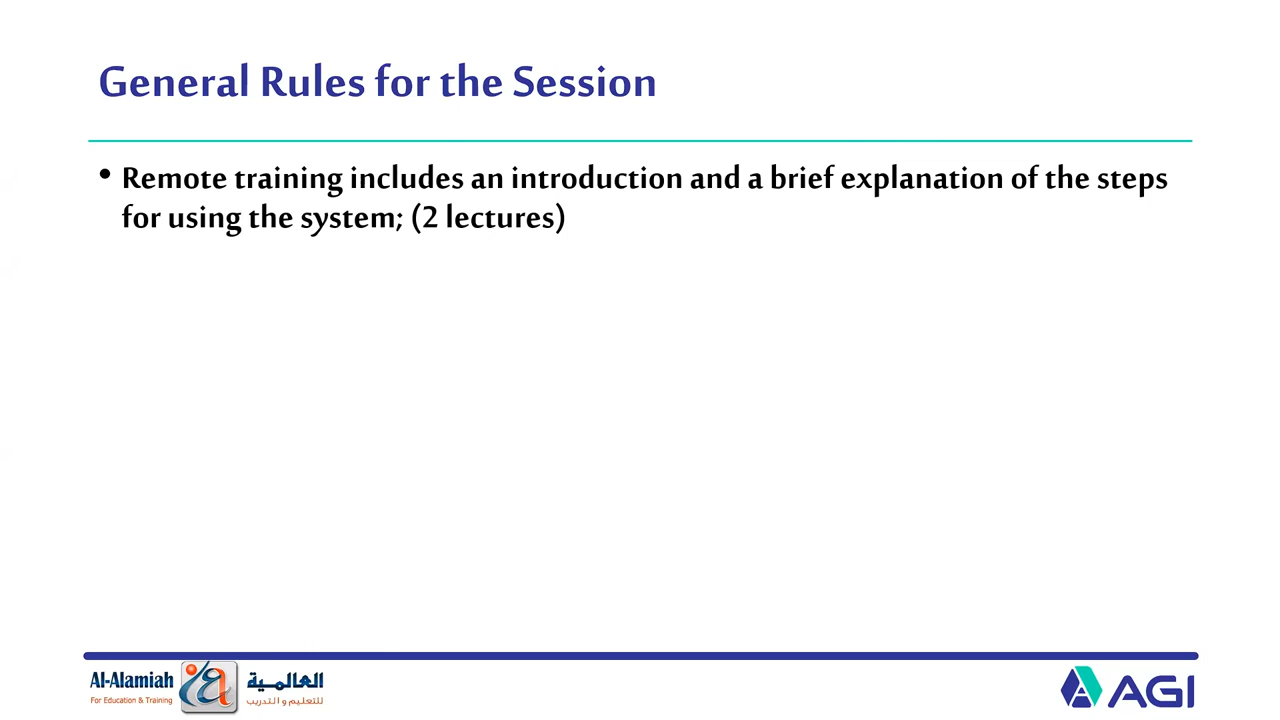 General Rules for the Session
• Remote training includes an introduction and a brief explanation of the steps
for using the system; (2 lectures)
Al-Alamiah
For Education & Training
العالمية
للتعليم و التدريب
AGI